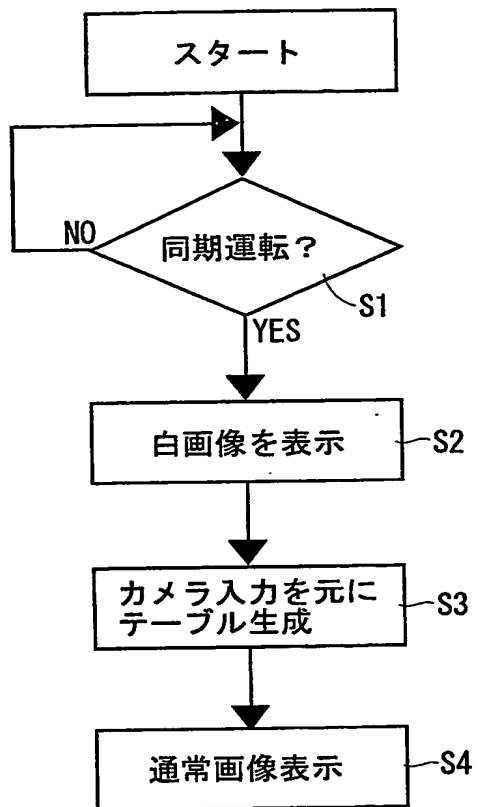 スタート
NO
同期運転？
S1
YES
白画像を表示
S2
カメラ入力を元に
テーブル生成
S3
通常画像表示
S4